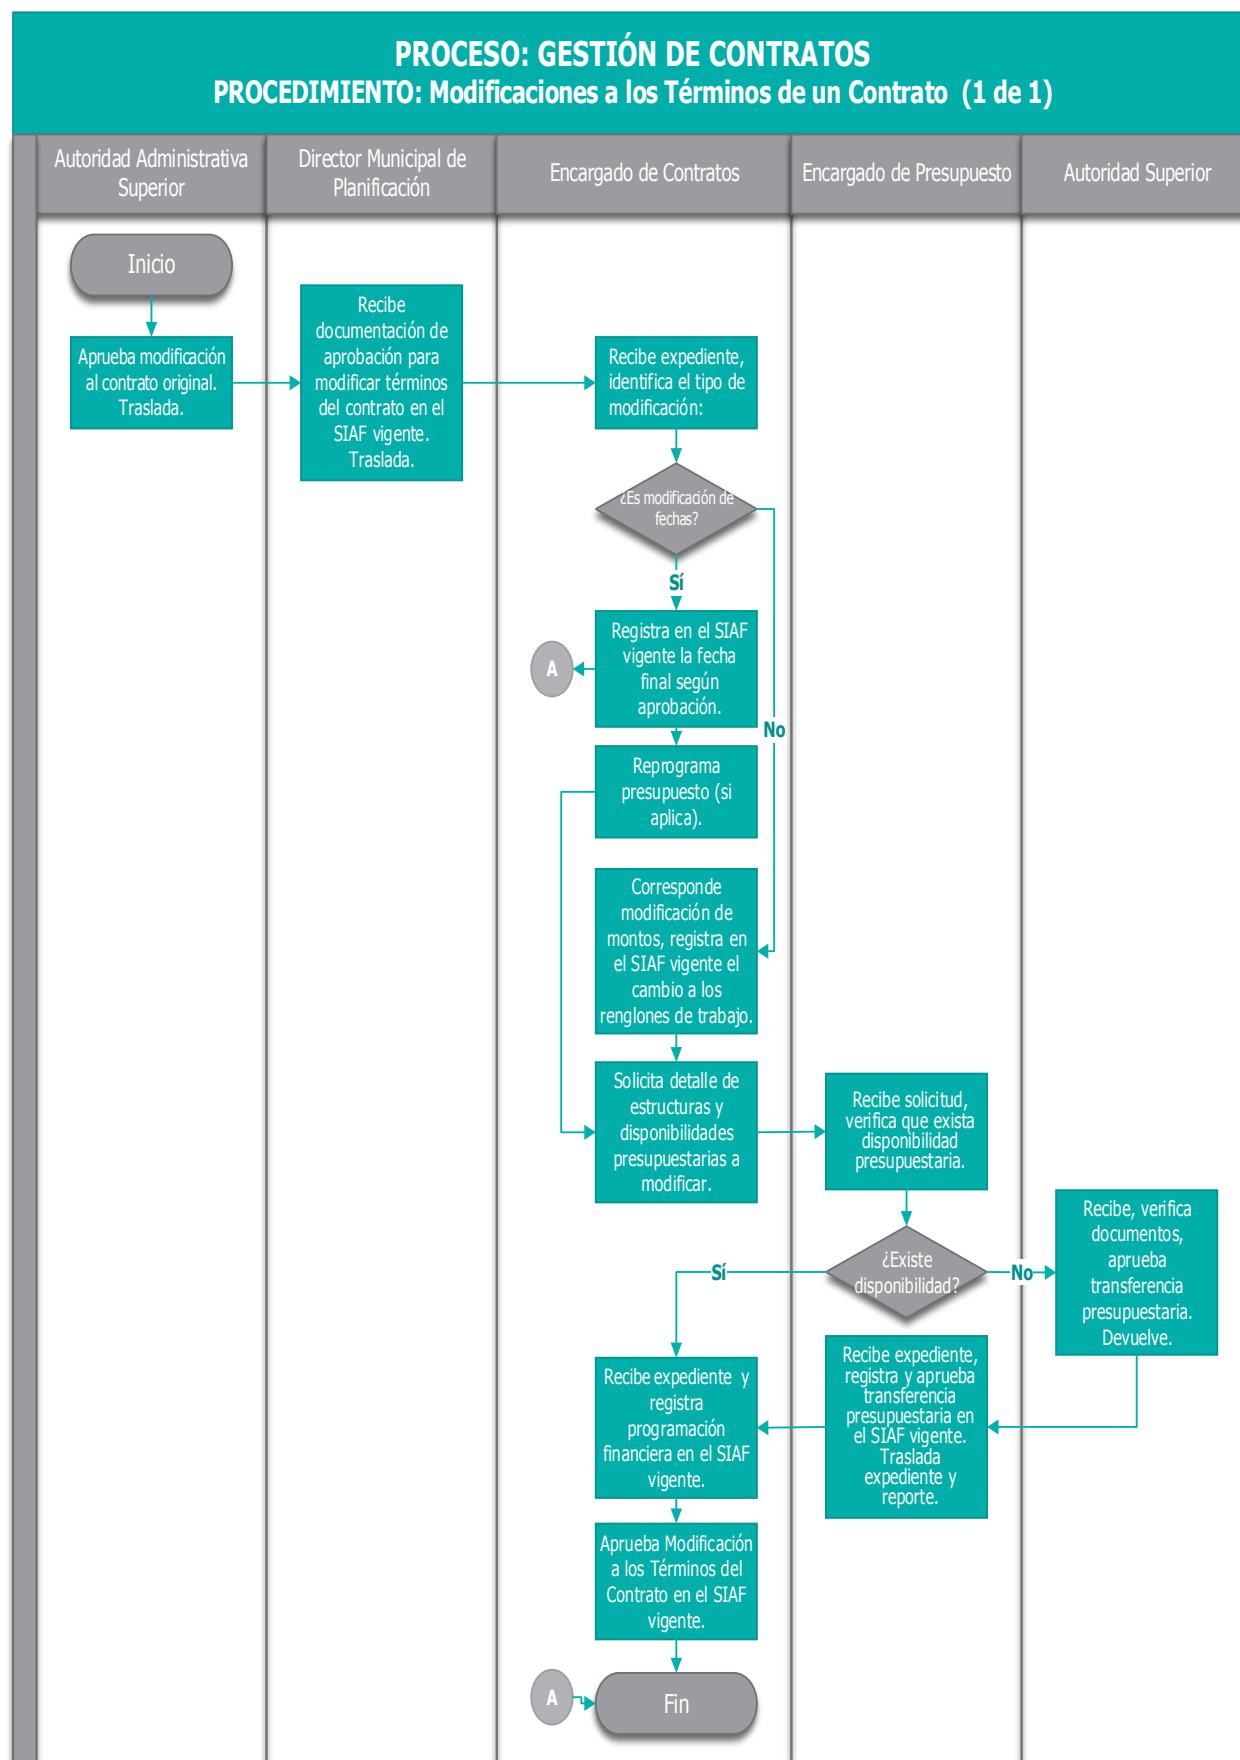 PROCESO: GESTIÓN DE CONTRATOS
PROCEDIMIENTO: Modificaciones a los Términos de un Contrato (1 de 1)
Autoridad Administrativa
Superior
Director Municipal de
Planificación
Encargado de Contratos
Encargado de Presupuesto
Autoridad Superior
Inicio
Aprueba modificación
al contrato original.
Traslada.
Recibe
documentación de
aprobación para
modificar términos
del contrato en el
SIAF vigente.
Traslada.
Recibe expediente,
identifica el tipo de
modificación:
¿Es modificación de
fechas?
Sí
No
Registra en el SIAF
vigente la fecha
final según
aprobación.
A
Reprograma
presupuesto (si
aplica).
Corresponde
modificación de
montos, registra en
el SIAF vigente el
cambio a los
renglones de trabajo.
Solicita detalle de
estructuras y
disponibilidades
presupuestarias a
modificar.
Recibe solicitud,
verifica que exista
disponibilidad
presupuestaria.
¿Existe
disponibilidad?
Sí
No
Recibe, verifica
documentos,
aprueba
transferencia
presupuestaria.
Devuelve.
Recibe expediente,
registra y aprueba
transferencia
presupuestaria en
el SIAF vigente.
Traslada
expediente y
reporte.
Recibe expediente y
registra
programación
financiera en el SIAF
vigente.
Aprueba Modificación
a los Términos del
Contrato en el SIAF
vigente.
A
Fin